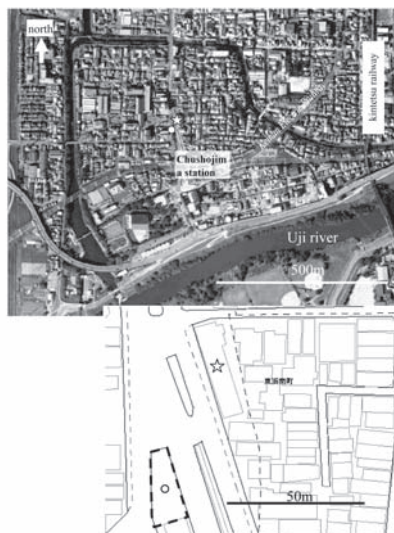 north
kintetsu railway
Chushojim
a station
Uji river
500m
東浜南町
50m